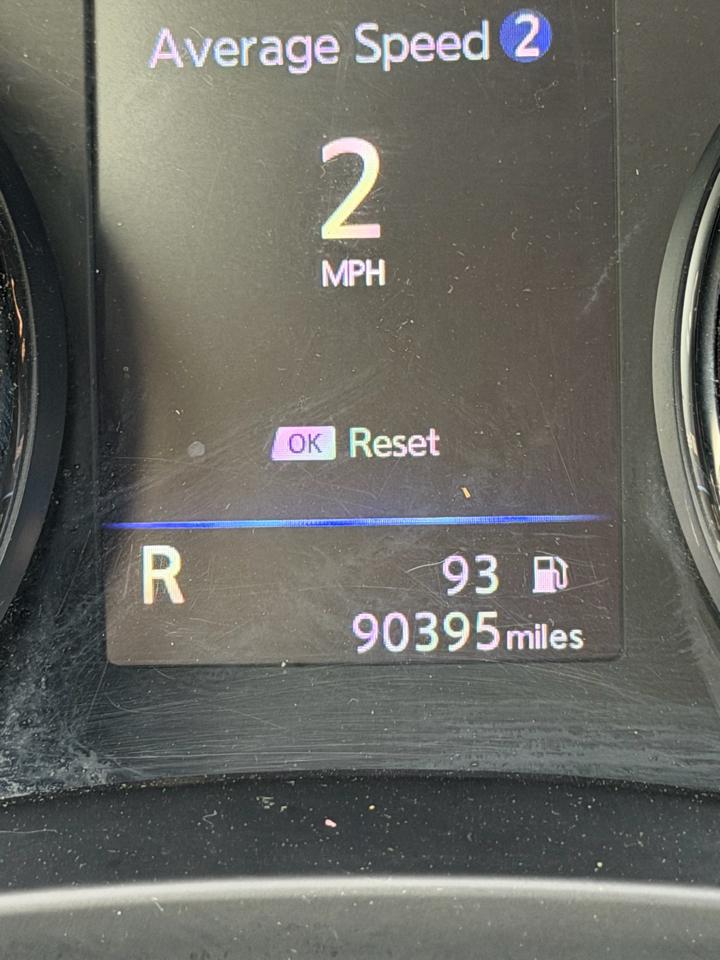 Average Speed 2
2
MPH
OK Reset
R 93
90395 miles